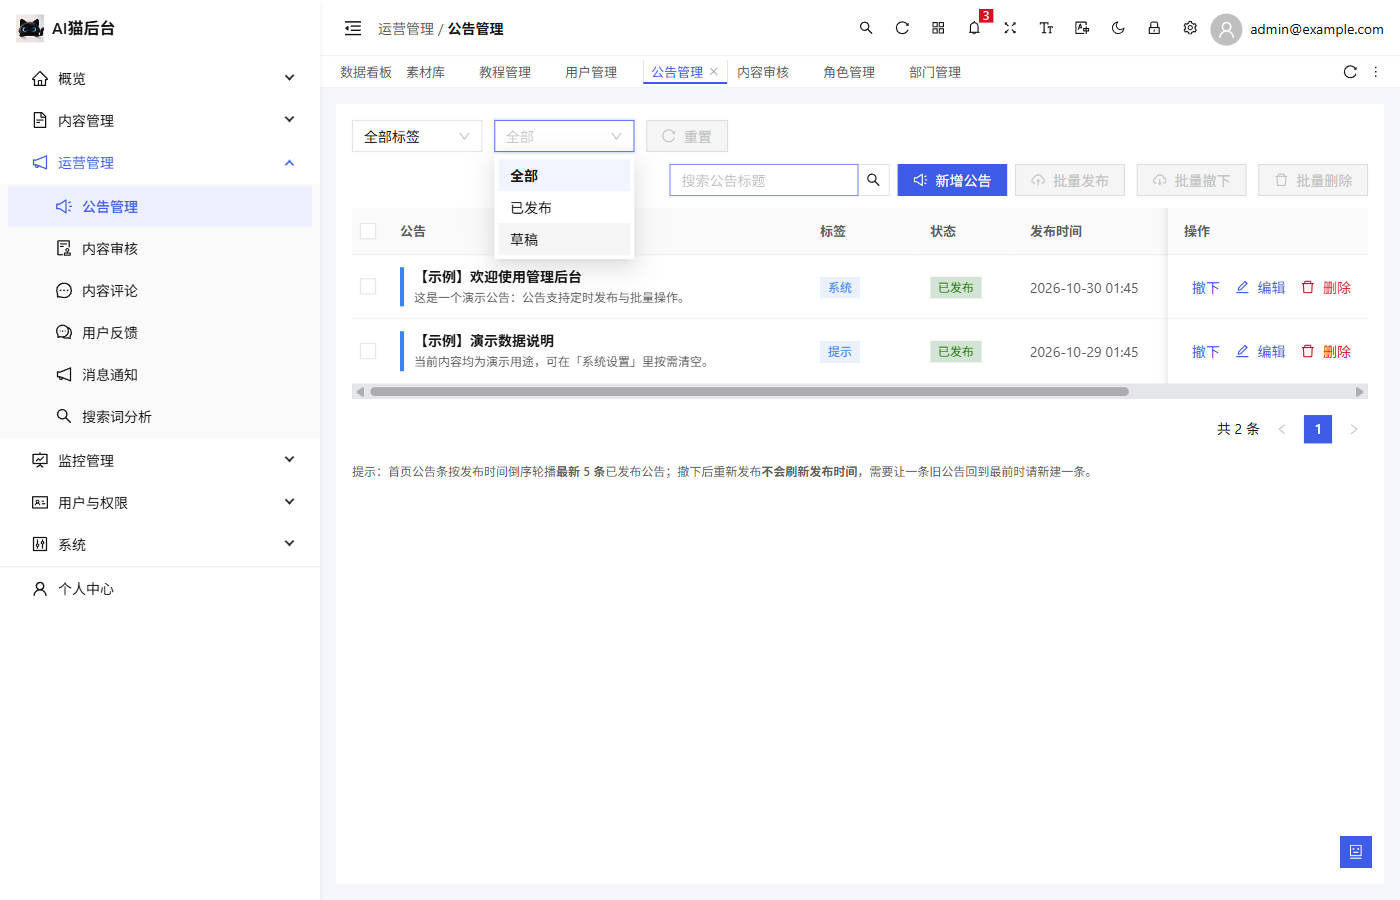 AI猫后台
概览
内容管理
运营管理
公告管理
内容审核
内容评论
用户反馈
消息通知
搜索词分析
监控管理
用户与权限
系统
个人中心
运营管理 / 公告管理
3
admin@example.com
数据看板 素材库 教程管理 用户管理 公告管理 内容审核 角色管理 部门管理
全部标签 全部 重置
全部
已发布
草稿
搜索公告标题 新增公告 批量发布 批量撤下 批量删除
公告 标签 状态 发布时间 操作
【示例】欢迎使用管理后台
这是一个演示公告：公告支持定时发布与批量操作。
系统 已发布 2026-10-30 01:45 撤下 编辑 删除
【示例】演示数据说明
当前内容均为演示用途，可在「系统设置」里按需清空。
提示 已发布 2026-10-29 01:45 撤下 编辑 删除
共 2 条 1
提示：首页公告条按发布时间倒序轮播最新 5 条已发布公告；撤下后重新发布不会刷新发布时间，需要让一条旧公告回到最前时请新建一条。